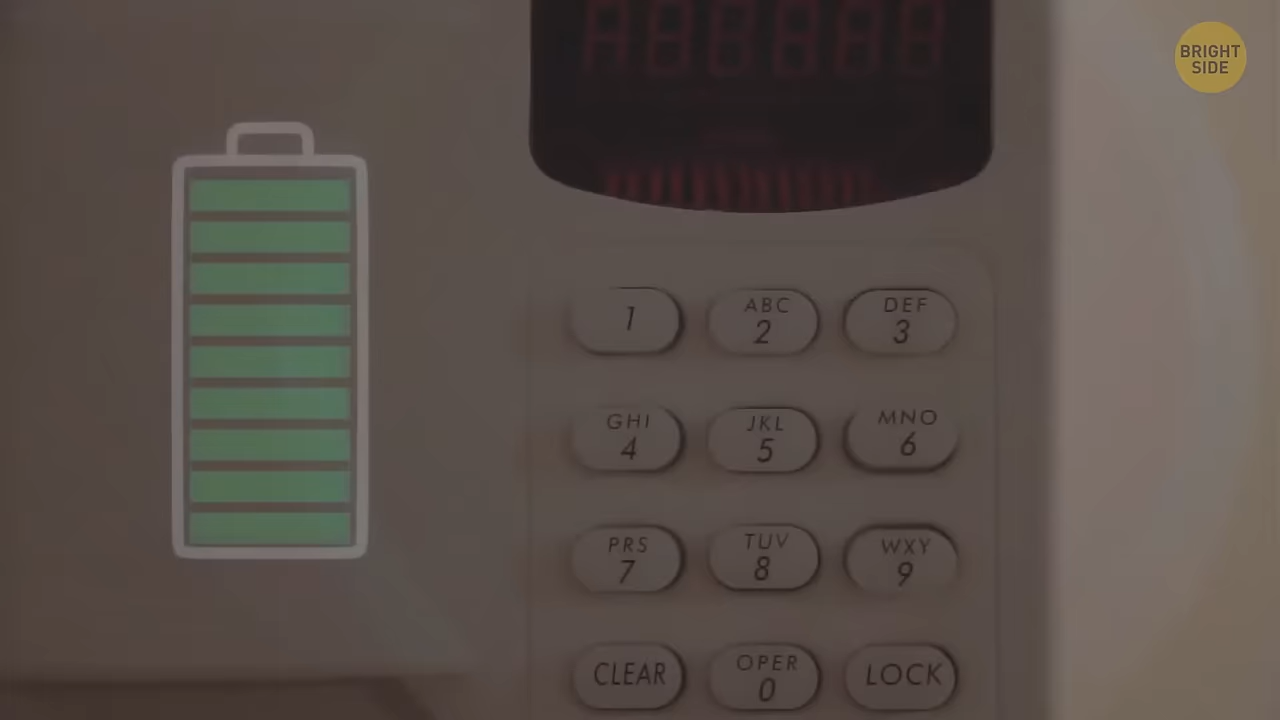 BRIGHT
SIDE
1
ABC
2
DEF
3
GHI
4
JKL
5
MNO
6
PRS
7
TUV
8
WXY
9
CLEAR
OPER
0
LOCK